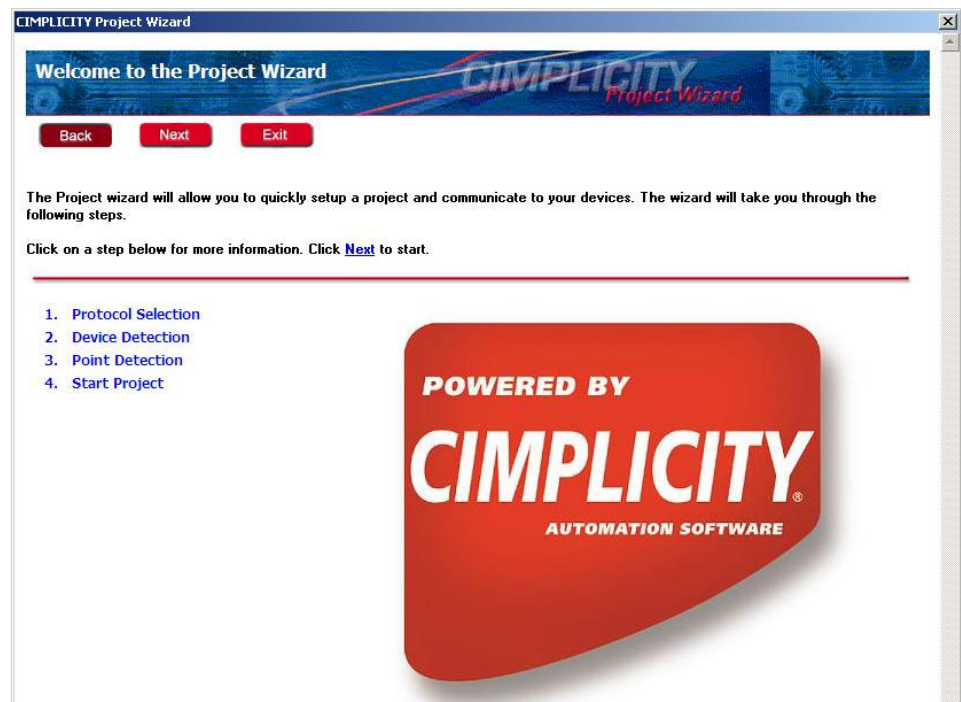 CIMPLICITY Project Wizard
Welcome to the Project Wizard
CIMPLICITY
Project Wizard
Back Next Exit
The Project wizard will allow you to quickly setup a project and communicate to your devices. The wizard will take you through the
following steps.
Click on a step below for more information. Click Next to start.
1. Protocol Selection
2. Device Detection
3. Point Detection
4. Start Project
POWERED BY
CIMPLICITY®
AUTOMATION SOFTWARE